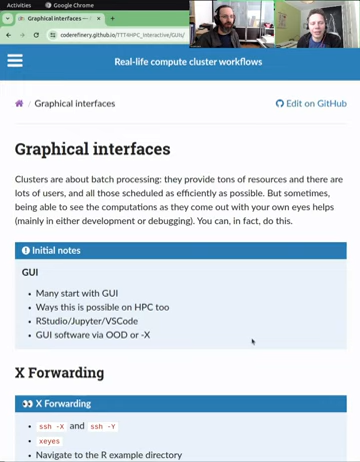 Activities
Google Chrome
Graphical interfaces —
coderefinery.github.io/TTT4HPC_Interactive/GUIs/
Real-life compute cluster workflows
Graphical interfaces
Edit on GitHub
Graphical interfaces
Clusters are about batch processing: they provide tons of resources and there are
lots of users, and all those scheduled as efficiently as possible. But sometimes,
being able to see the computations as they come out with your own eyes helps
(mainly in either development or debugging). You can, in fact, do this.
Initial notes
GUI
• Many start with GUI
• Ways this is possible on HPC too
• RStudio/Jupyter/VSCode
• GUI software via OOD or -X
X Forwarding
👀 X Forwarding
• ssh -X and ssh -Y
• xeyes
• Navigate to the R example directory